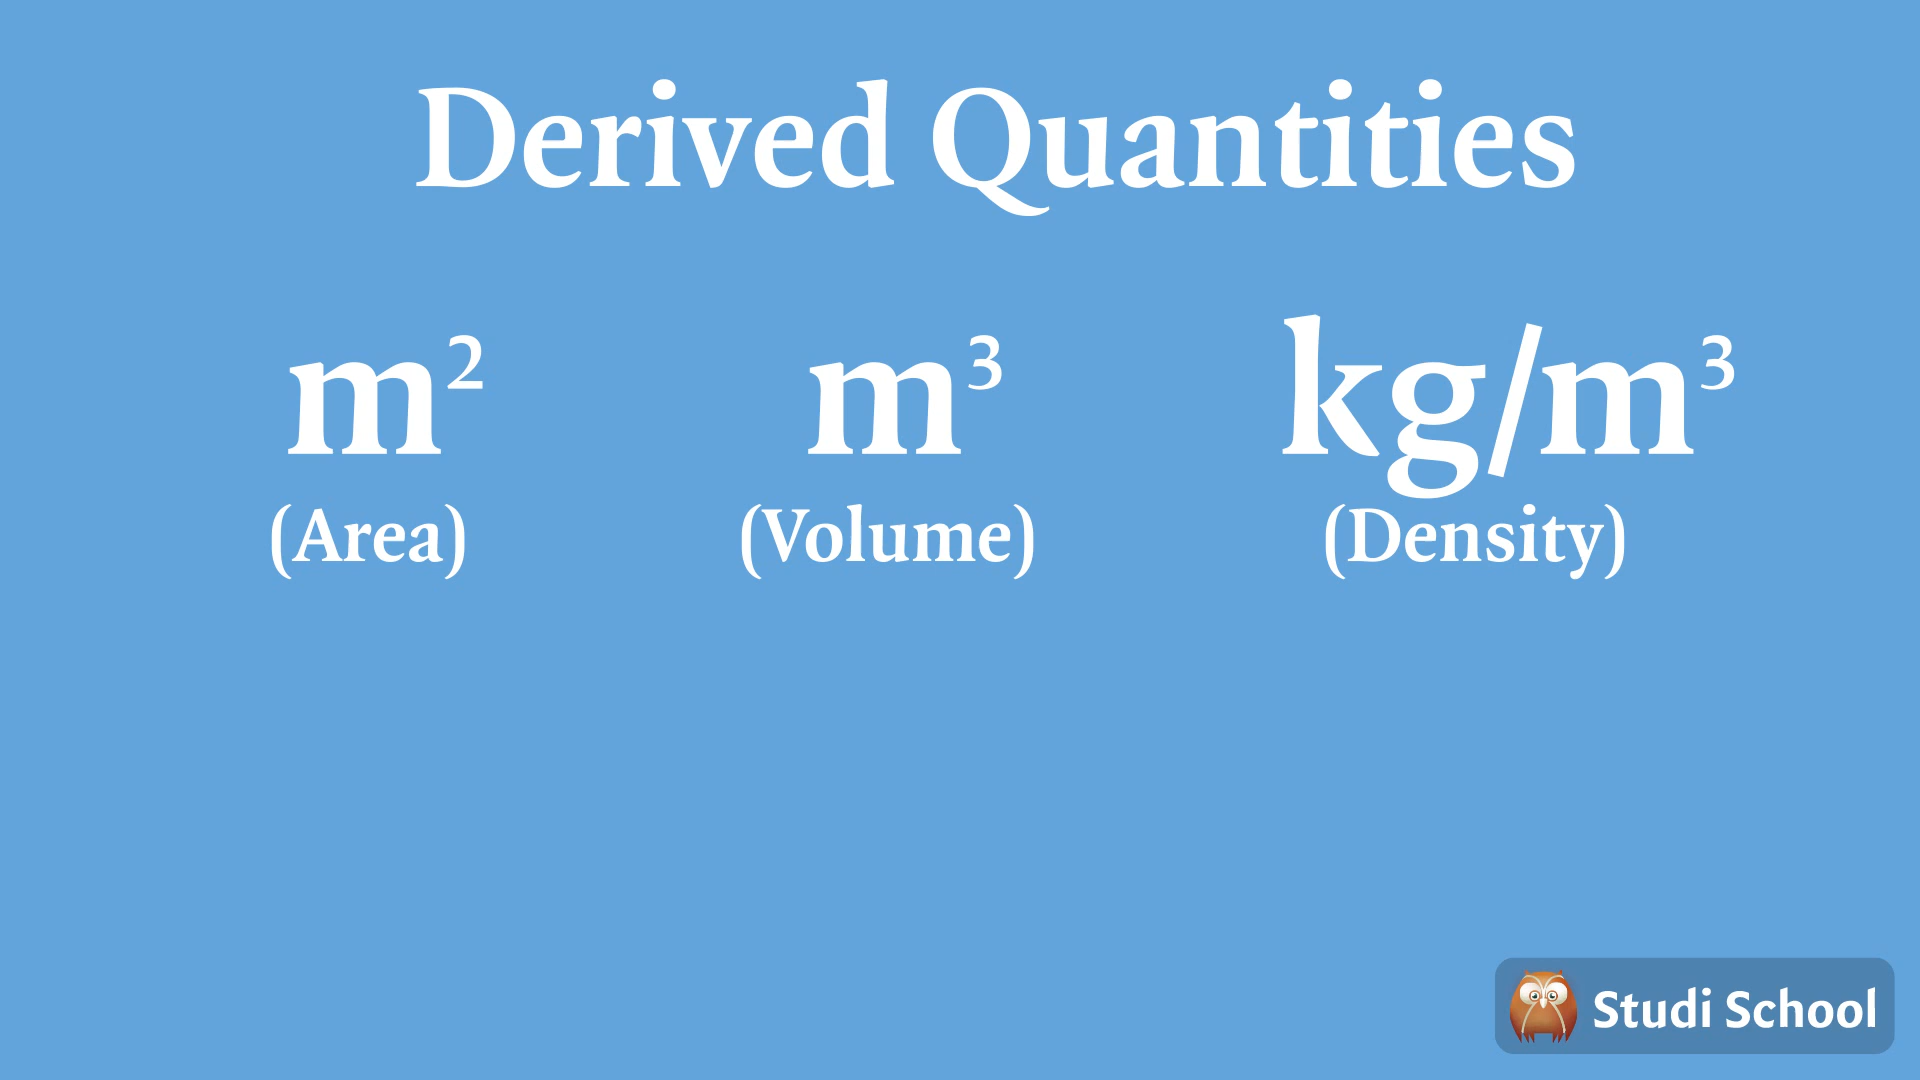 Derived Quantities
m² m³ kg/m³
(Area) (Volume) (Density)
Studi School